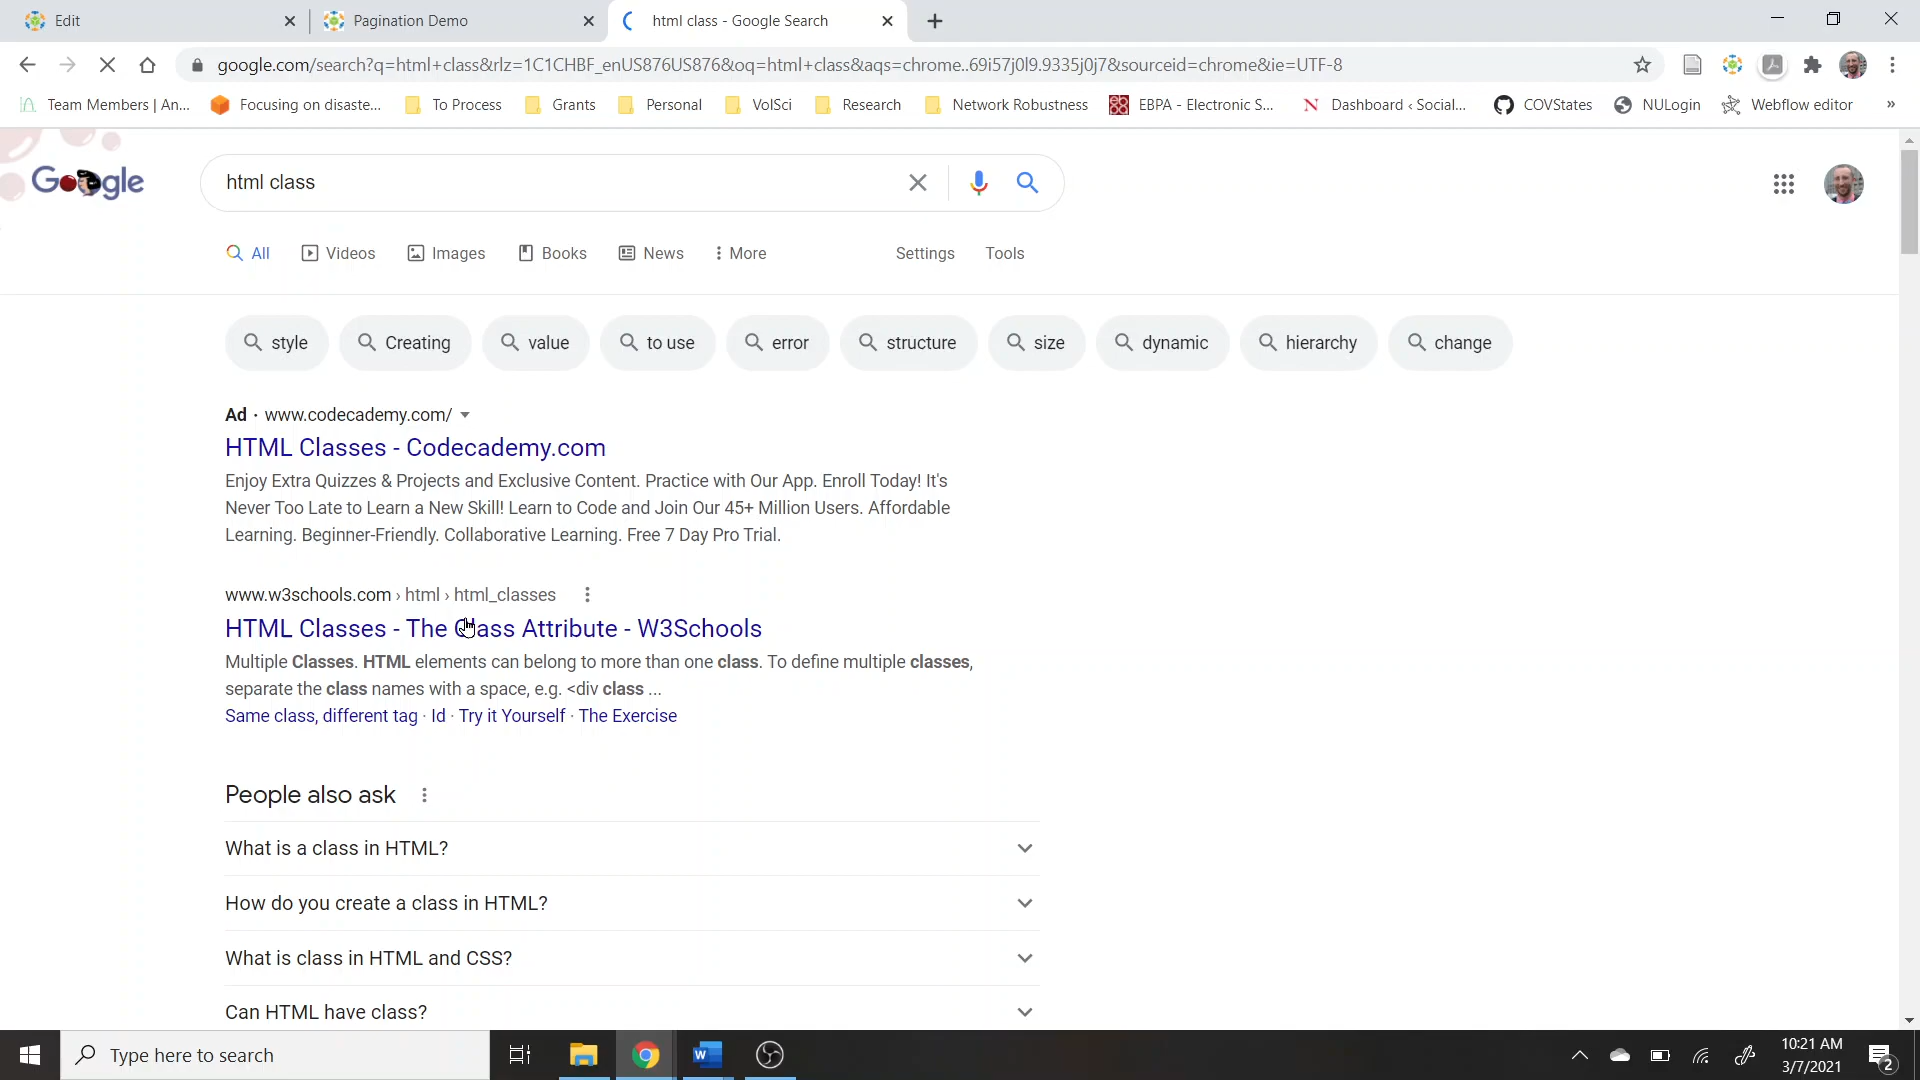 Edit
Pagination Demo
html class - Google Search
google.com/search?q=html+class&rlz=1C1CHBF_enUS876US876&oq=html+class&aqs=chrome..69i57j0l9.9335j0j7&sourceid=chrome&ie=UTF-8
Team Members | An...
Focusing on disaste...
To Process
Grants
Personal
VolSci
Research
Network Robustness
EBPA - Electronic S...
Dashboard ‹ Social...
COVStates
NULogin
Webflow editor
»
Google
html class
All
Videos
Images
Books
News
More
Settings
Tools
style
Creating
value
to use
error
structure
size
dynamic
hierarchy
change
Ad · www.codecademy.com/
HTML Classes - Codecademy.com
Enjoy Extra Quizzes & Projects and Exclusive Content. Practice with Our App. Enroll Today! It's
Never Too Late to Learn a New Skill! Learn to Code and Join Our 45+ Million Users. Affordable
Learning. Beginner-Friendly. Collaborative Learning. Free 7 Day Pro Trial.
www.w3schools.com › html › html_classes
HTML Classes - The Class Attribute - W3Schools
Multiple Classes. HTML elements can belong to more than one class. To define multiple classes,
separate the class names with a space, e.g. <div class ...
Same class, different tag · Id · Try it Yourself · The Exercise
People also ask
What is a class in HTML?
How do you create a class in HTML?
What is class in HTML and CSS?
Can HTML have class?
Type here to search
W
10:21 AM
3/7/2021
2